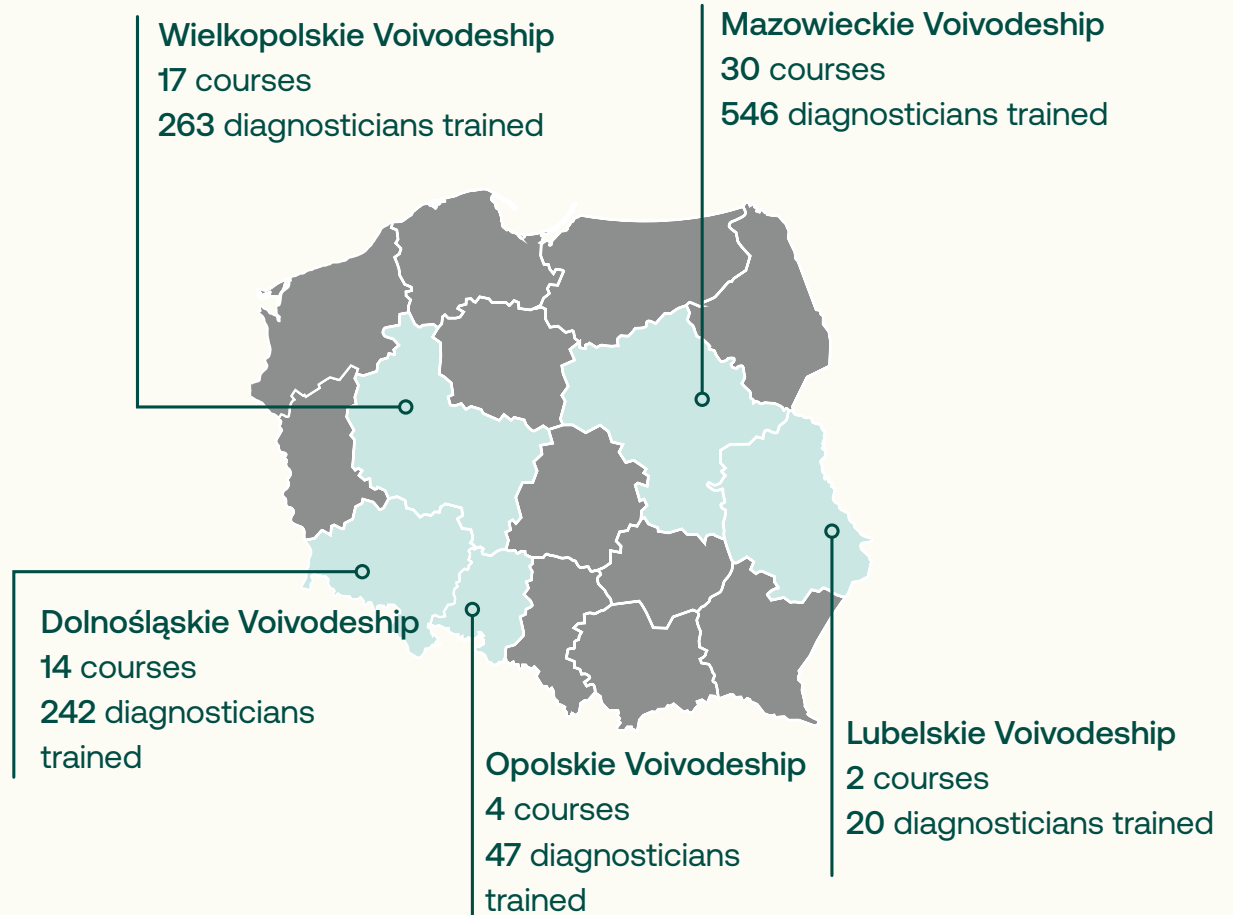 Wielkopolskie Voivodeship
17 courses
263 diagnosticians trained
Mazowieckie Voivodeship
30 courses
546 diagnosticians trained
Dolnośląskie Voivodeship
14 courses
242 diagnosticians
trained
Opolskie Voivodeship
4 courses
47 diagnosticians
trained
Lubelskie Voivodeship
2 courses
20 diagnosticians trained